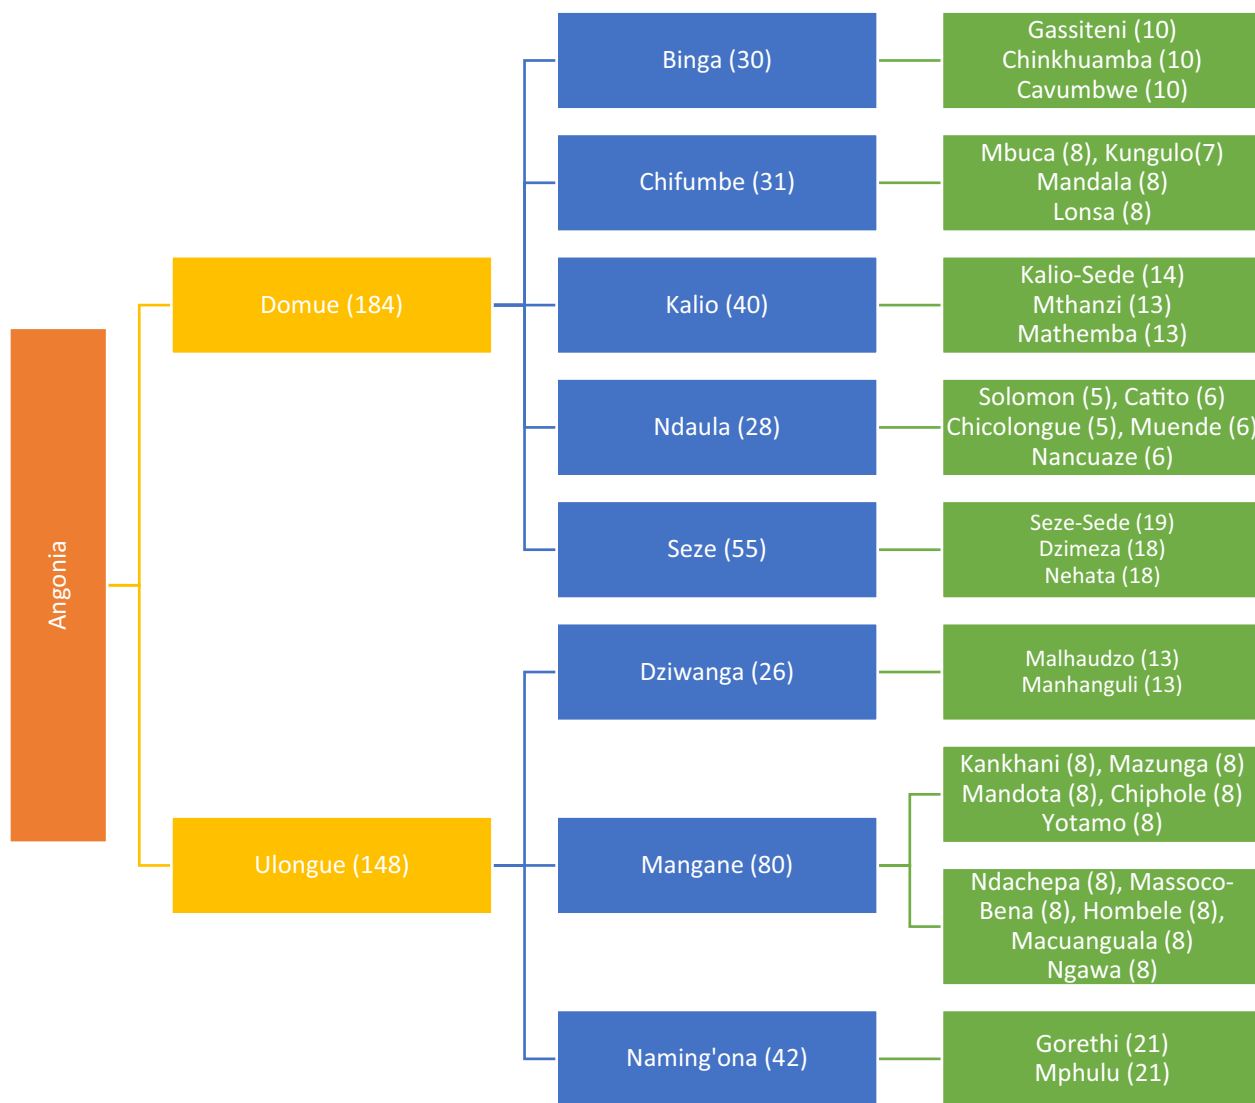 Angonia
Domue (184)
Binga (30)
Gassiteni (10)
Chinkhuamba (10)
Cavumbwe (10)
Chifumbe (31)
Mbuca (8), Kungulo(7)
Mandala (8)
Lonsa (8)
Kalio (40)
Kalio-Sede (14)
Mthanzi (13)
Mathemba (13)
Ndaula (28)
Solomon (5), Catito (6)
Chicolongue (5), Muende (6)
Nancuaze (6)
Seze (55)
Seze-Sede (19)
Dzimeza (18)
Nehata (18)
Ulongue (148)
Dziwanga (26)
Malhaudzo (13)
Manhanguli (13)
Mangane (80)
Kankhani (8), Mazunga (8)
Mandota (8), Chiphole (8)
Yotamo (8)
Ndachepa (8), Massoco-
Bena (8), Hombele (8),
Macuanguala (8)
Ngawa (8)
Naming'ona (42)
Gorethi (21)
Mphulu (21)